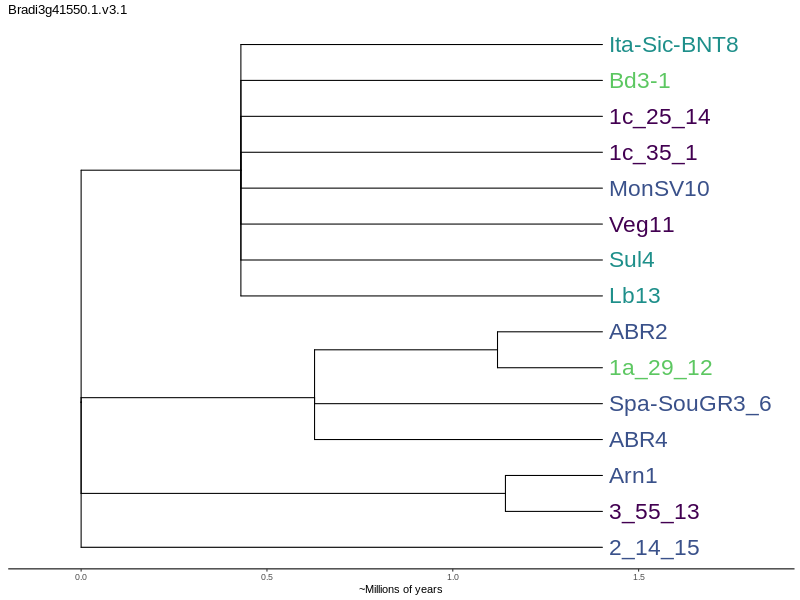 Bradi3g41550.1.v3.1
Ita-Sic-BNT8
Bd3-1
1c_25_14
1c_35_1
MonSV10
Veg11
Sul4
Lb13
ABR2
1a_29_12
Spa-SouGR3_6
ABR4
Arn1
3_55_13
2_14_15
0.0 0.5 1.0 1.5
~Millions of years